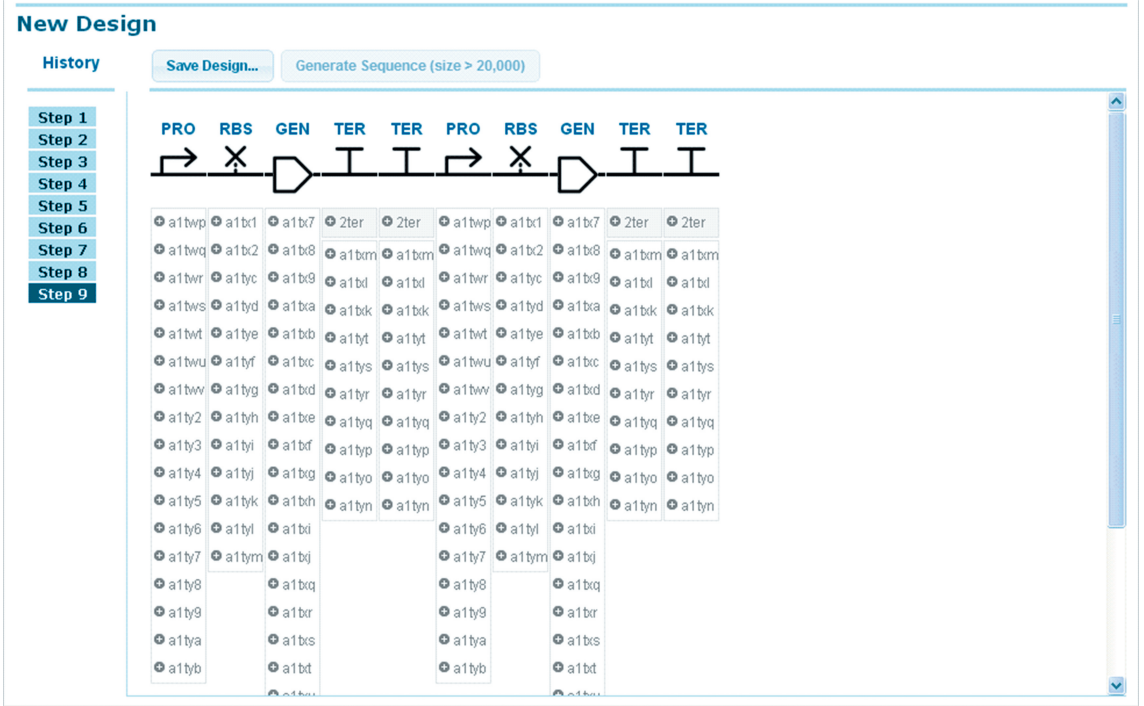 New Design
History
Save Design... Generate Sequence (size > 20,000)
Step 1
Step 2
Step 3
Step 4
Step 5
Step 6
Step 7
Step 8
Step 9
PRO RBS GEN TER TER PRO RBS GEN TER TER
a1twp a1tx1 a1tx7 2ter 2ter a1twp a1tx1 a1tx7 2ter 2ter
a1twq a1tx2 a1tx8 a1txm a1txm a1twq a1tx2 a1tx8 a1txm a1txm
a1twr a1tyc a1tx9 a1txl a1txl a1twr a1tyc a1tx9 a1txl a1txl
a1tws a1tyd a1txa a1txk a1txk a1tws a1tyd a1txa a1txk a1txk
a1twt a1tye a1txb a1tyt a1tyt a1twt a1tye a1txb a1tyt a1tyt
a1twu a1tyf a1txc a1tys a1tys a1twu a1tyf a1txc a1tys a1tys
a1twv a1tyg a1txd a1tyr a1tyr a1twv a1tyg a1txd a1tyr a1tyr
a1ty2 a1tyh a1txe a1tyq a1tyq a1ty2 a1tyh a1txe a1tyq a1tyq
a1ty3 a1tyi a1txf a1typ a1typ a1ty3 a1tyi a1txf a1typ a1typ
a1ty4 a1tyj a1txg a1tyo a1tyo a1ty4 a1tyj a1txg a1tyo a1tyo
a1ty5 a1tyk a1txh a1tyn a1tyn a1ty5 a1tyk a1txh a1tyn a1tyn
a1ty6 a1tyl a1txi a1ty6 a1tyl a1txi
a1ty7 a1tym a1txj a1ty7 a1tym a1txj
a1ty8 a1txq a1ty8 a1txq
a1ty9 a1txr a1ty9 a1txr
a1tya a1txs a1tya a1txs
a1tyb a1txt a1tyb a1txt